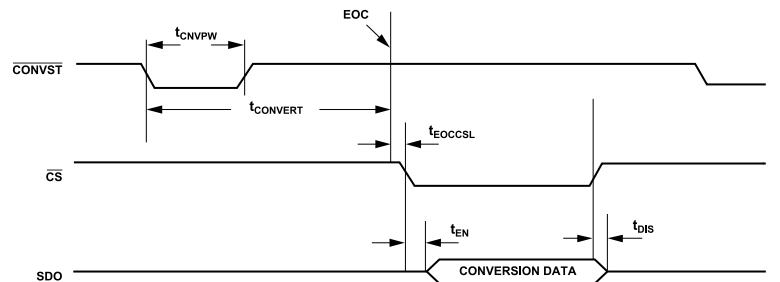 EOC
tCNVPW
CONVST
tCONVERT
tEOCCSL
CS
tEN
tDIS
SDO
CONVERSION DATA